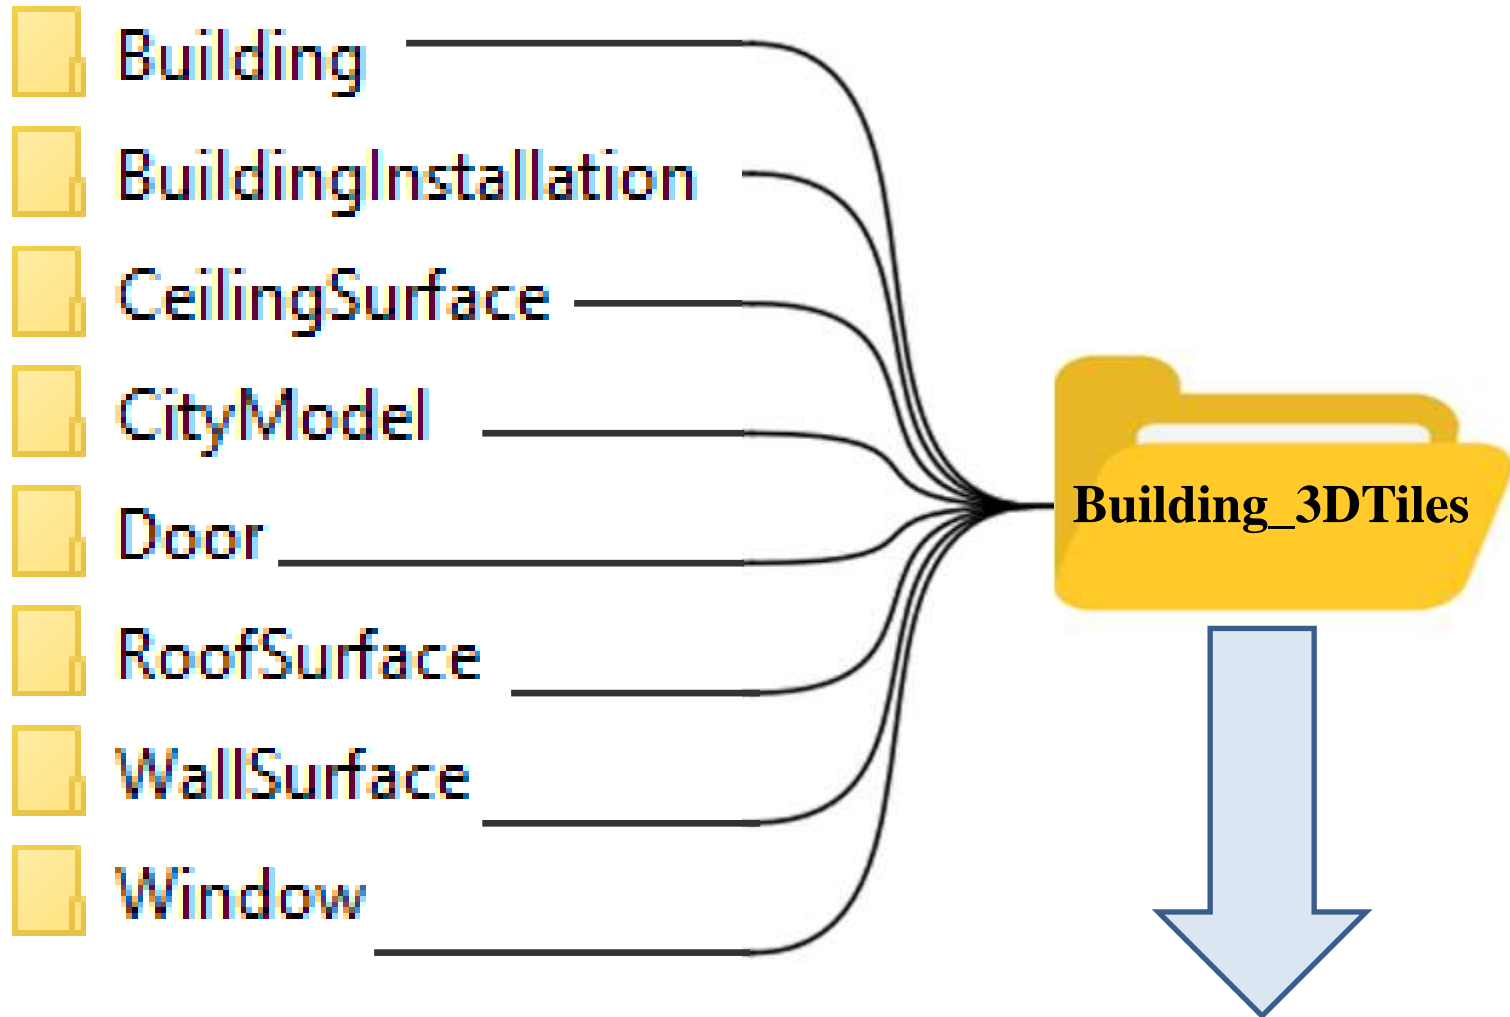 Building
BuildingInstallation
CeilingSurface
CityModel
Door
RoofSurface
WallSurface
Window
Building_3DTiles